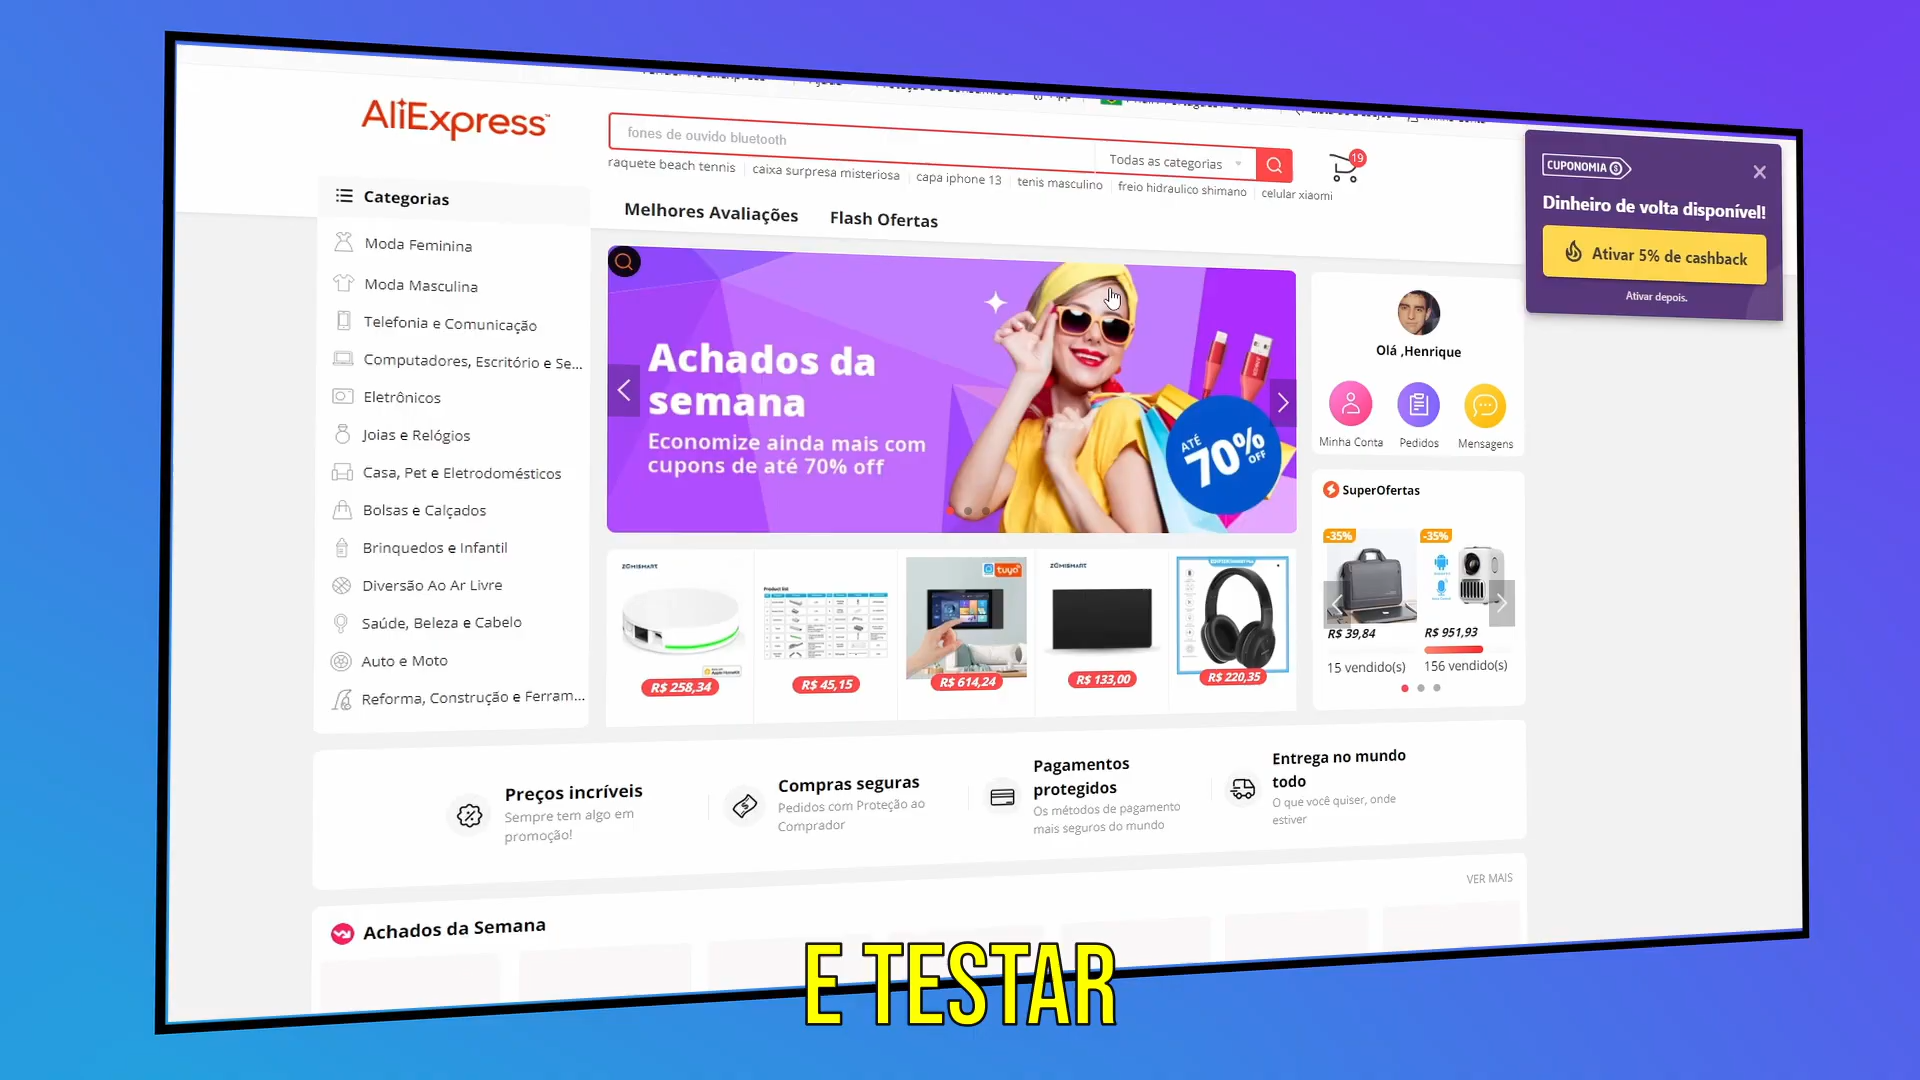 AliExpress
fones de ouvido bluetooth
Todas as categorias
19
raquete beach tennis
caixa surpresa misteriosa
capa iphone 13
tenis masculino
freio hidraulico shimano
celular xiaomi
CUPONOMIA
Dinheiro de volta disponível!
Ativar 5% de cashback
Ativar depois.
Categorias
Melhores Avaliações
Flash Ofertas
Moda Feminina
Moda Masculina
Telefonia e Comunicação
Computadores, Escritório e Se...
Eletrônicos
Joias e Relógios
Casa, Pet e Eletrodomésticos
Bolsas e Calçados
Brinquedos e Infantil
Diversão Ao Ar Livre
Saúde, Beleza e Cabelo
Auto e Moto
Reforma, Construção e Ferram...
Achados da
semana
Economize ainda mais com
cupons de até 70% off
ATÉ
70%
OFF
Olá ,Henrique
Minha Conta
Pedidos
Mensagens
SuperOfertas
-35%
-35%
R$ 39,84
R$ 951,93
15 vendido(s)
156 vendido(s)
ZEMISMART
Product list
tuya
ZEMISMART
R$ 258,34
R$ 45,15
R$ 614,24
R$ 133,00
R$ 220,35
Preços incríveis
Sempre tem algo em
promoção!
Compras seguras
Pedidos com Proteção ao
Comprador
Pagamentos
protegidos
Os métodos de pagamento
mais seguros do mundo
Entrega no mundo
todo
O que você quiser, onde
estiver
VER MAIS
Achados da Semana
E TESTAR